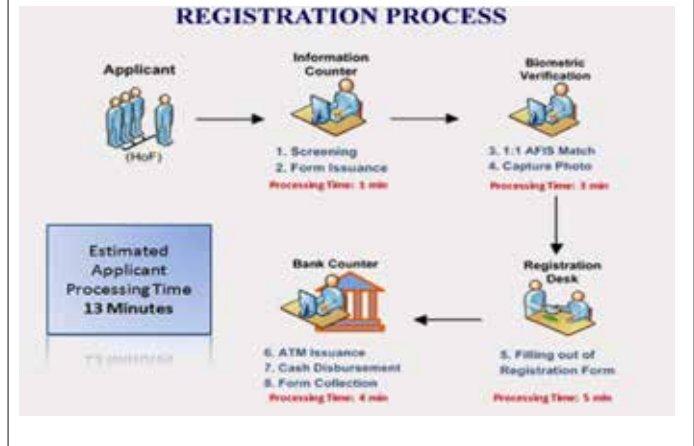 REGISTRATION PROCESS
Applicant
(HoF)
Information
Counter
1. Screening
2. Form Issuance
Processing Time: 1 min
Biometric
Verification
3. 1:1 AFIS Match
4. Capture Photo
Processing Time: 3 min
Registration
Desk
5. Filling out of
Registration Form
Processing Time: 5 min
Bank Counter
6. ATM Issuance
7. Cash Disbursement
8. Form Collection
Processing Time: 4 min
Estimated
Applicant
Processing Time
13 Minutes